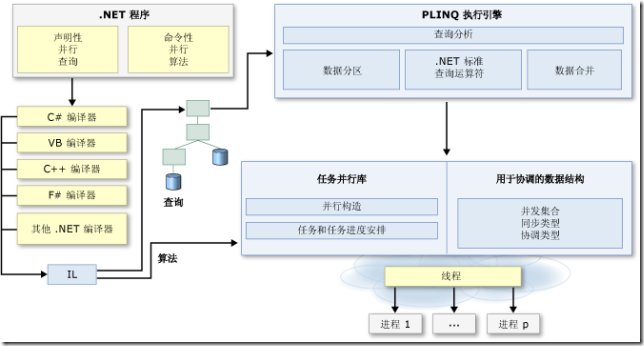 .NET 程序
声明性
并行
查询
命令性
并行
算法
C# 编译器
VB 编译器
C++ 编译器
F# 编译器
其他 .NET 编译器
IL
查询
算法
PLINQ 执行引擎
查询分析
数据分区
.NET 标准
查询运算符
数据合并
任务并行库
并行构造
任务和任务进度安排
用于协调的数据结构
并发集合
同步类型
协调类型
线程
进程 1
...
进程 p